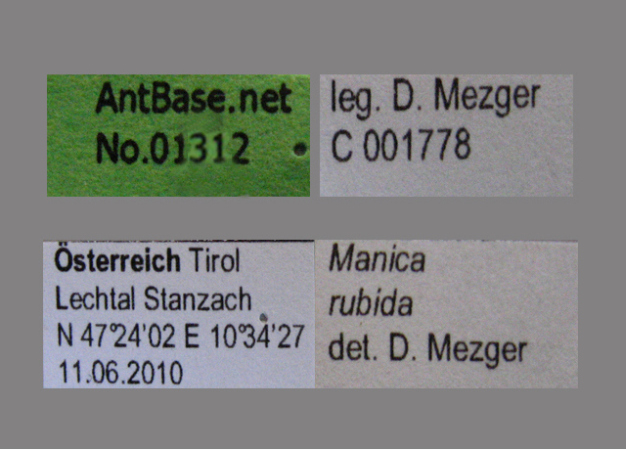 AntBase.net
No.01312
leg. D. Mezger
C 001778
Österreich Tirol
Lechtal Stanzach
N 47°24'02 E 10°34'27
11.06.2010
Manica
rubida
det. D. Mezger